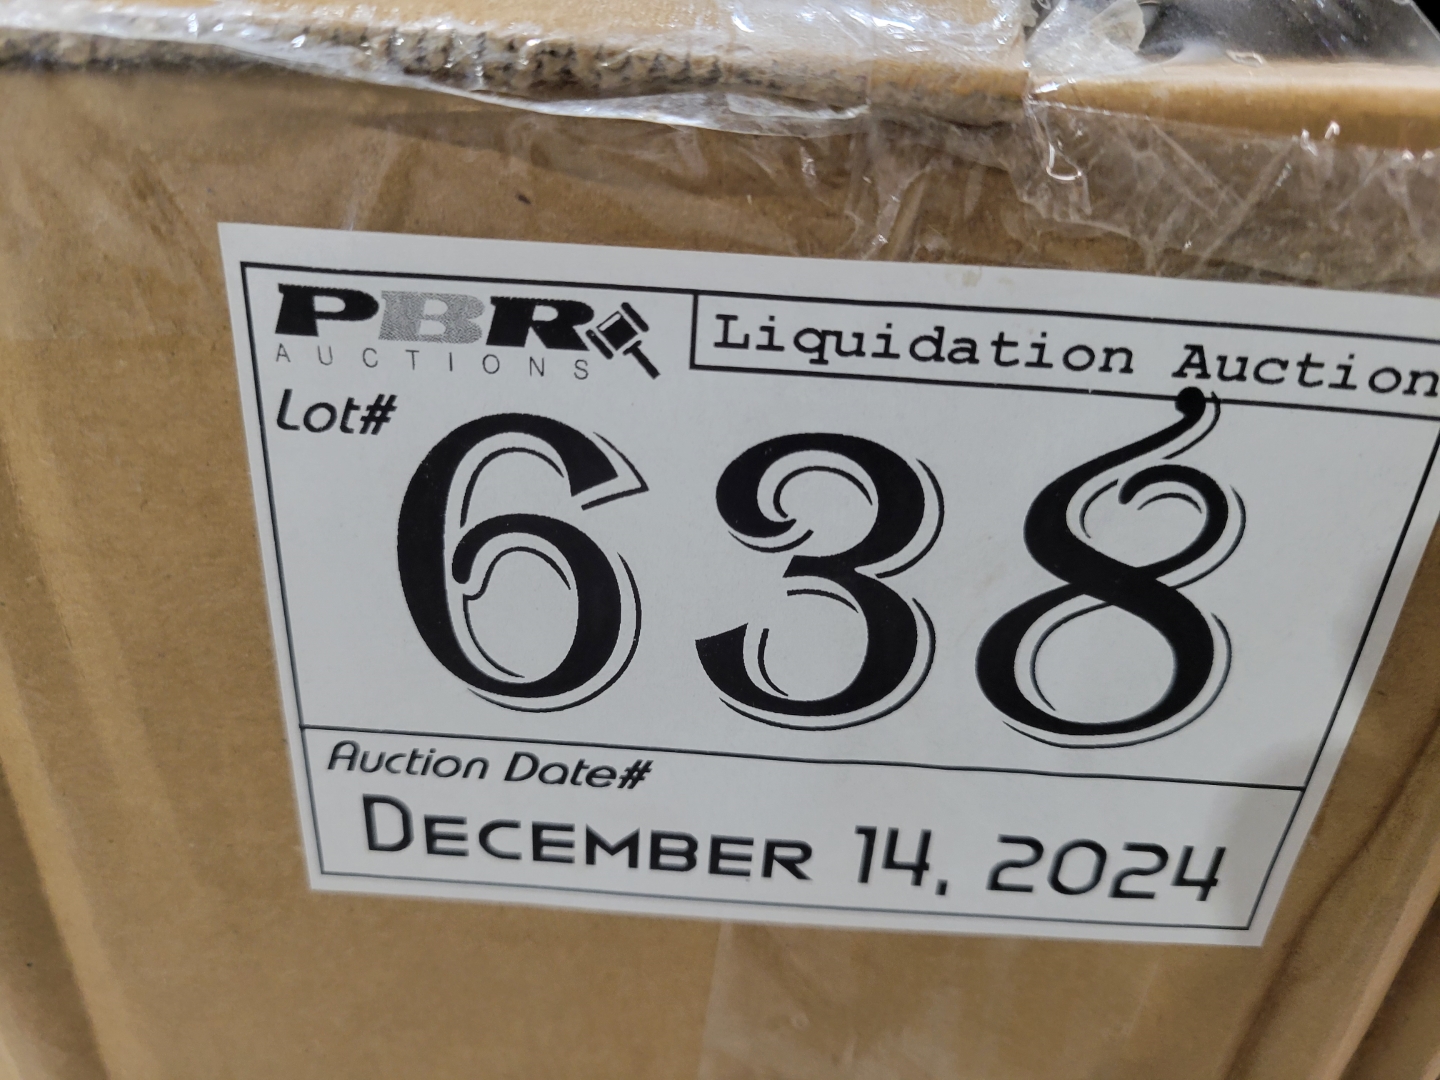 PBR
AUCTIONS
Liquidation Auction
Lot#
638
Auction Date#
December 14, 2024